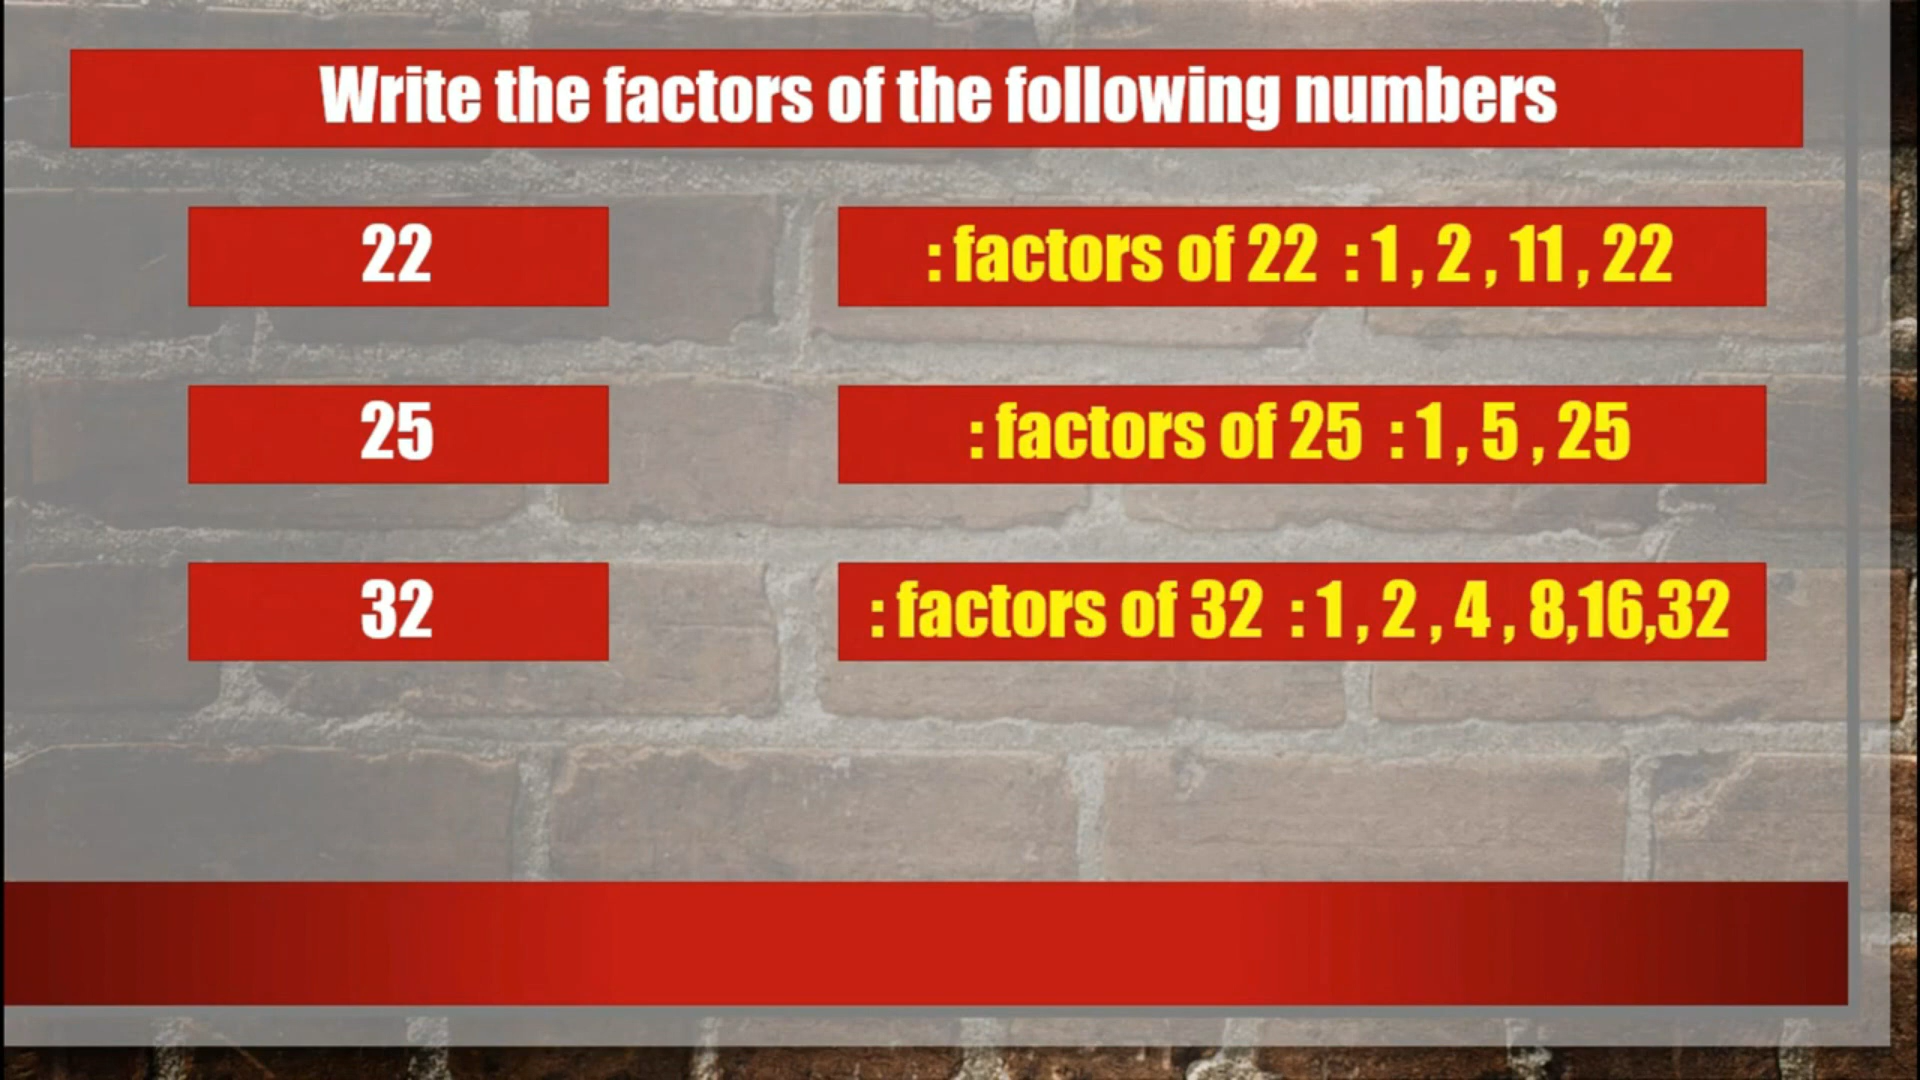 Write the factors of the following numbers
22
: factors of 22 : 1 , 2 , 11 , 22
25
: factors of 25 : 1 , 5 , 25
32
: factors of 32 : 1 , 2 , 4 , 8,16,32